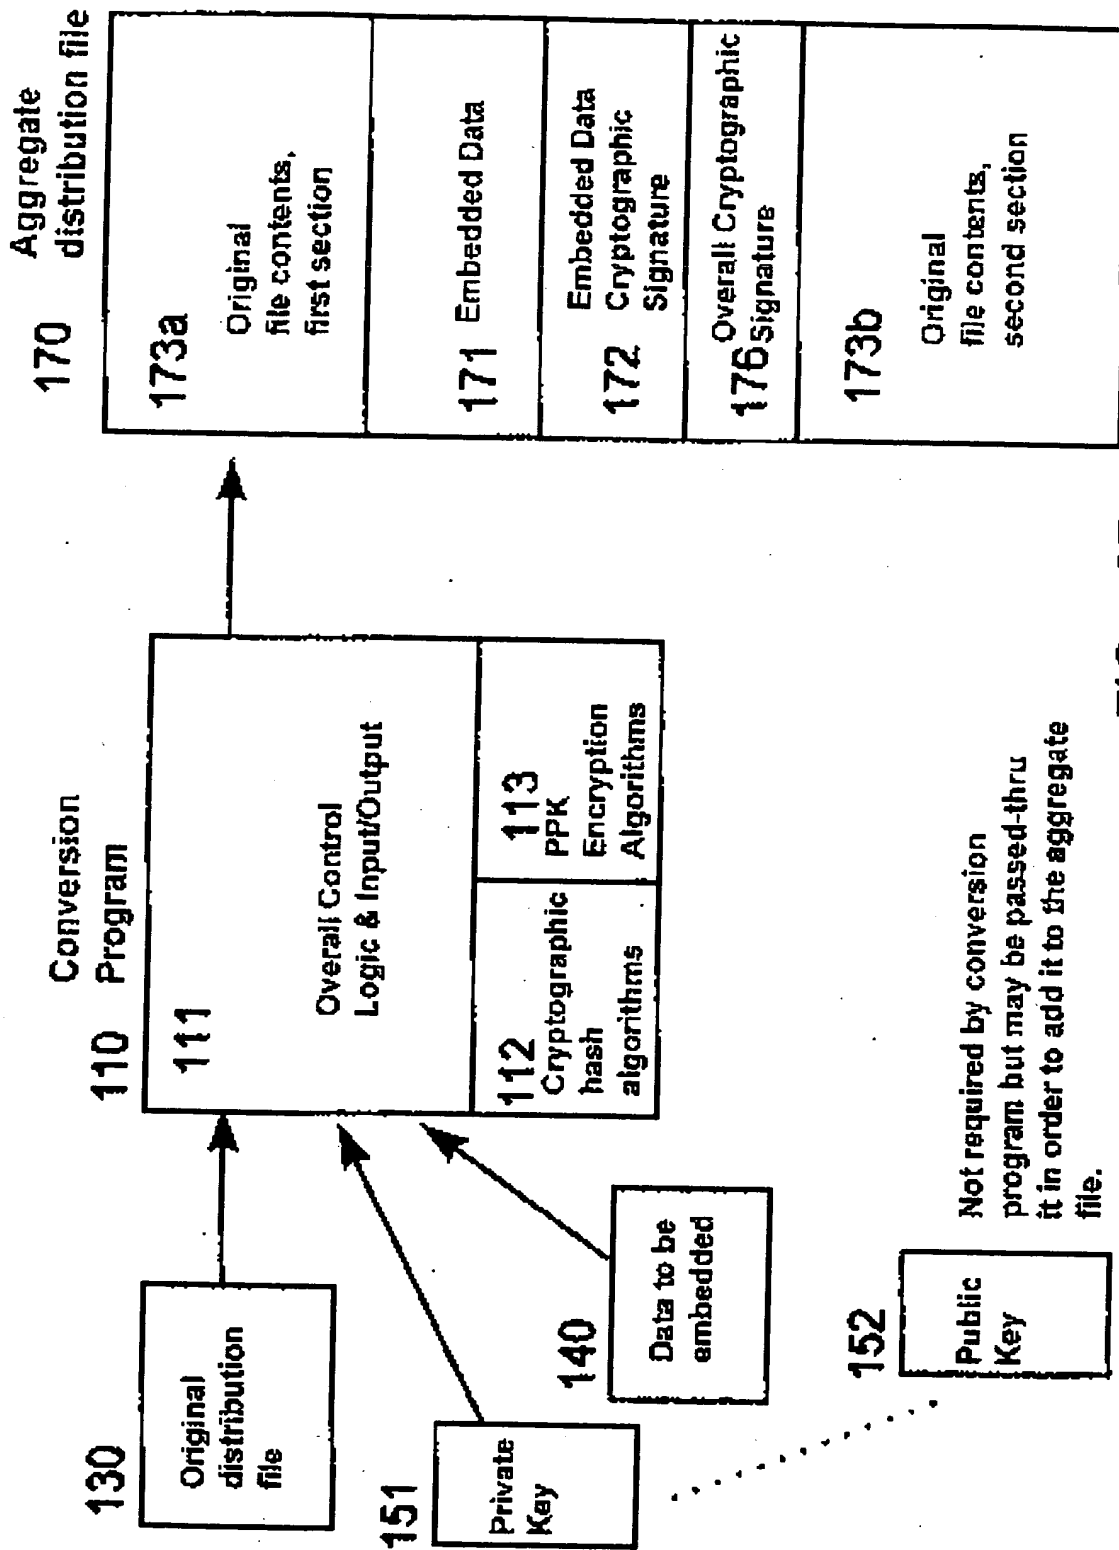 130
Original
distribution
file
151
Private
Key
140
Data to be
embedded
152
Public
Key
Not required by conversion
program but may be passed-thru
it in order to add it to the aggregate
file.
Conversion
110 Program
111
Overall Control
Logic & Input/Output
112
Cryptographic
hash
algorithms
113
PPK
Encryption
Algorithms
170 Aggregate
distribution file
173a
Original
file contents,
first section
171 Embedded Data
172 Embedded Data
Cryptographic
Signature
Overall Cryptographic
176 Signature
173b
Original
file contents,
second section